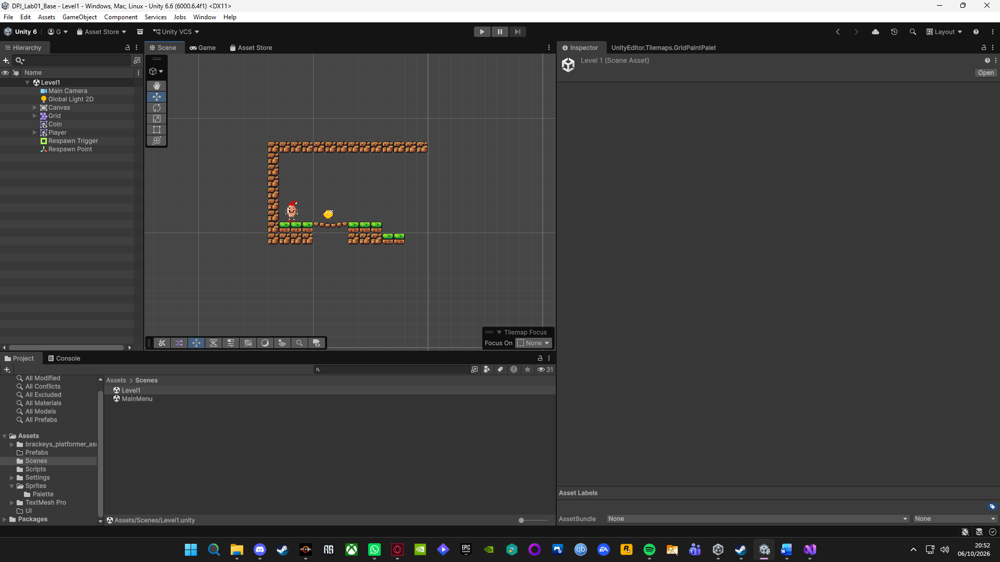 DPJ_Lab01_Base - Level1 - Windows, Mac, Linux - Unity 6.6 (6000.6.4f1) <DX11>
File Edit Assets GameObject Component Services Jobs Window Help
Unity 6 G Asset Store Unity VCS Layout
Hierarchy
Scene Game Asset Store
Inspector UnityEditor.Tilemaps.GridPaintPalet
Name
Level1
Main Camera
Global Light 2D
Canvas
Grid
Coin
Player
Respawn Trigger
Respawn Point
Level 1 (Scene Asset)
Open
Tilemap Focus
Focus On None
Project Console
31
All Modified
All Conflicts
All Excluded
All Materials
All Models
All Prefabs
Assets
brackeys_platformer_ass
Prefabs
Scenes
Scripts
Settings
Sprites
Palette
TextMesh Pro
UI
Packages
Assets > Scenes
Level1
MainMenu
Assets/Scenes/Level1.unity
Asset Labels
AssetBundle None None
20:52
06/10/2026